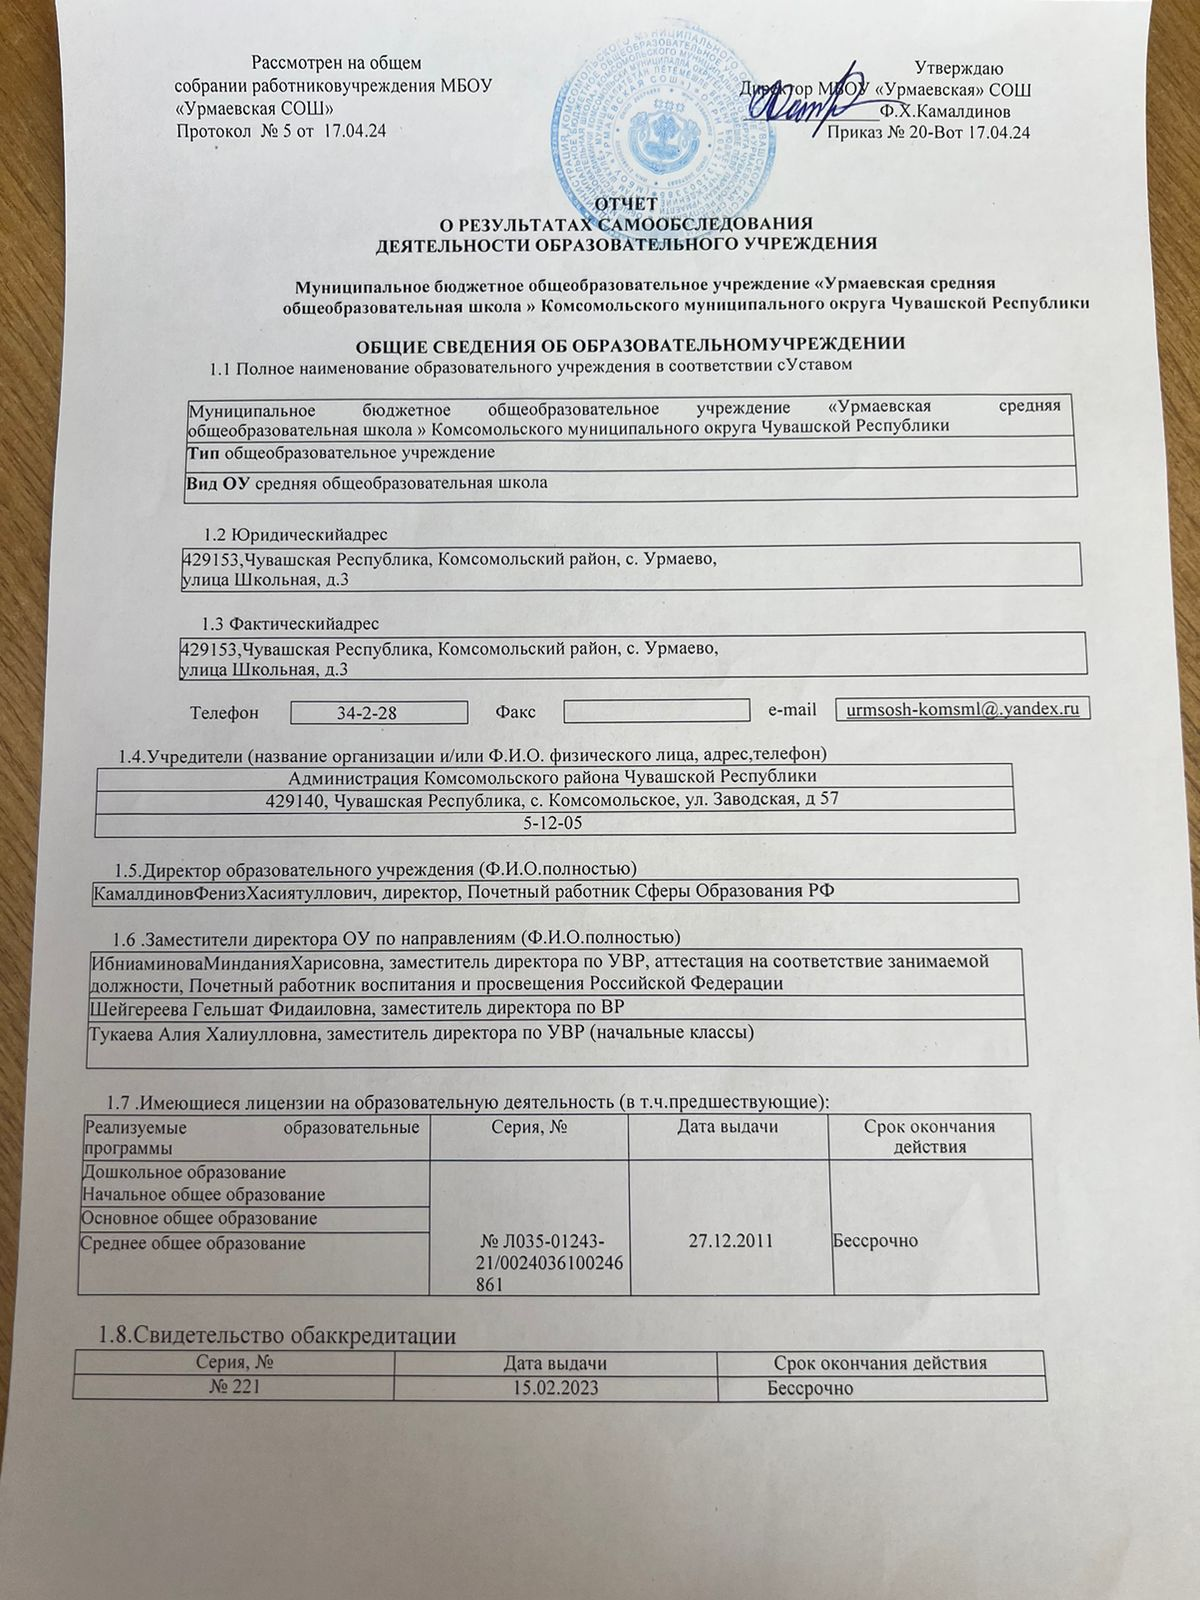 Рассмотрен на общем
собрании работниковучреждения МБОУ
«Урмаевская СОШ»
Протокол № 5 от 17.04.24
Утверждаю
Директор МБОУ «Урмаевская» СОШ
Ф.Х.Камалдинов
Приказ № 20-Вот 17.04.24
ОТЧЕТ
О РЕЗУЛЬТАТАХ САМООБСЛЕДОВАНИЯ
ДЕЯТЕЛЬНОСТИ ОБРАЗОВАТЕЛЬНОГО УЧРЕЖДЕНИЯ
Муниципальное бюджетное общеобразовательное учреждение «Урмаевская средняя
общеобразовательная школа » Комсомольского муниципального округа Чувашской Республики
ОБЩИЕ СВЕДЕНИЯ ОБ ОБРАЗОВАТЕЛЬНОМУЧРЕЖДЕНИИ
1.1 Полное наименование образовательного учреждения в соответствии сУставом
Муниципальное бюджетное общеобразовательное учреждение «Урмаевская средняя
общеобразовательная школа » Комсомольского муниципального округа Чувашской Республики
Тип общеобразовательное учреждение
Вид ОУ средняя общеобразовательная школа
1.2 Юридическийадрес
429153,Чувашская Республика, Комсомольский район, с. Урмаево,
улица Школьная, д.3
1.3 Фактическийадрес
429153,Чувашская Республика, Комсомольский район, с. Урмаево,
улица Школьная, д.3
Телефон 34-2-28 Факс e-mail urmsosh-komsml@.yandex.ru
1.4.Учредители (название организации и/или Ф.И.О. физического лица, адрес,телефон)
Администрация Комсомольского района Чувашской Республики
429140, Чувашская Республика, с. Комсомольское, ул. Заводская, д 57
5-12-05
1.5.Директор образовательного учреждения (Ф.И.О.полностью)
КамалдиновФенизХасиятуллович, директор, Почетный работник Сферы Образования РФ
1.6 .Заместители директора ОУ по направлениям (Ф.И.О.полностью)
ИбниаминоваМинданияХарисовна, заместитель директора по УВР, аттестация на соответствие занимаемой
должности, Почетный работник воспитания и просвещения Российской Федерации
Шейгереева Гельшат Фидаиловна, заместитель директора по ВР
Тукаева Алия Халиулловна, заместитель директора по УВР (начальные классы)
1.7 .Имеющиеся лицензии на образовательную деятельность (в т.ч.предшествующие):
Реализуемые образовательные
программы
Серия, №
Дата выдачи
Срок окончания
действия
Дошкольное образование
Начальное общее образование
Основное общее образование
Среднее общее образование
№ Л035-01243-
21/0024036100246
861
27.12.2011
Бессрочно
1.8.Свидетельство обаккредитации
Серия, № Дата выдачи Срок окончания действия
№ 221 15.02.2023 Бессрочно